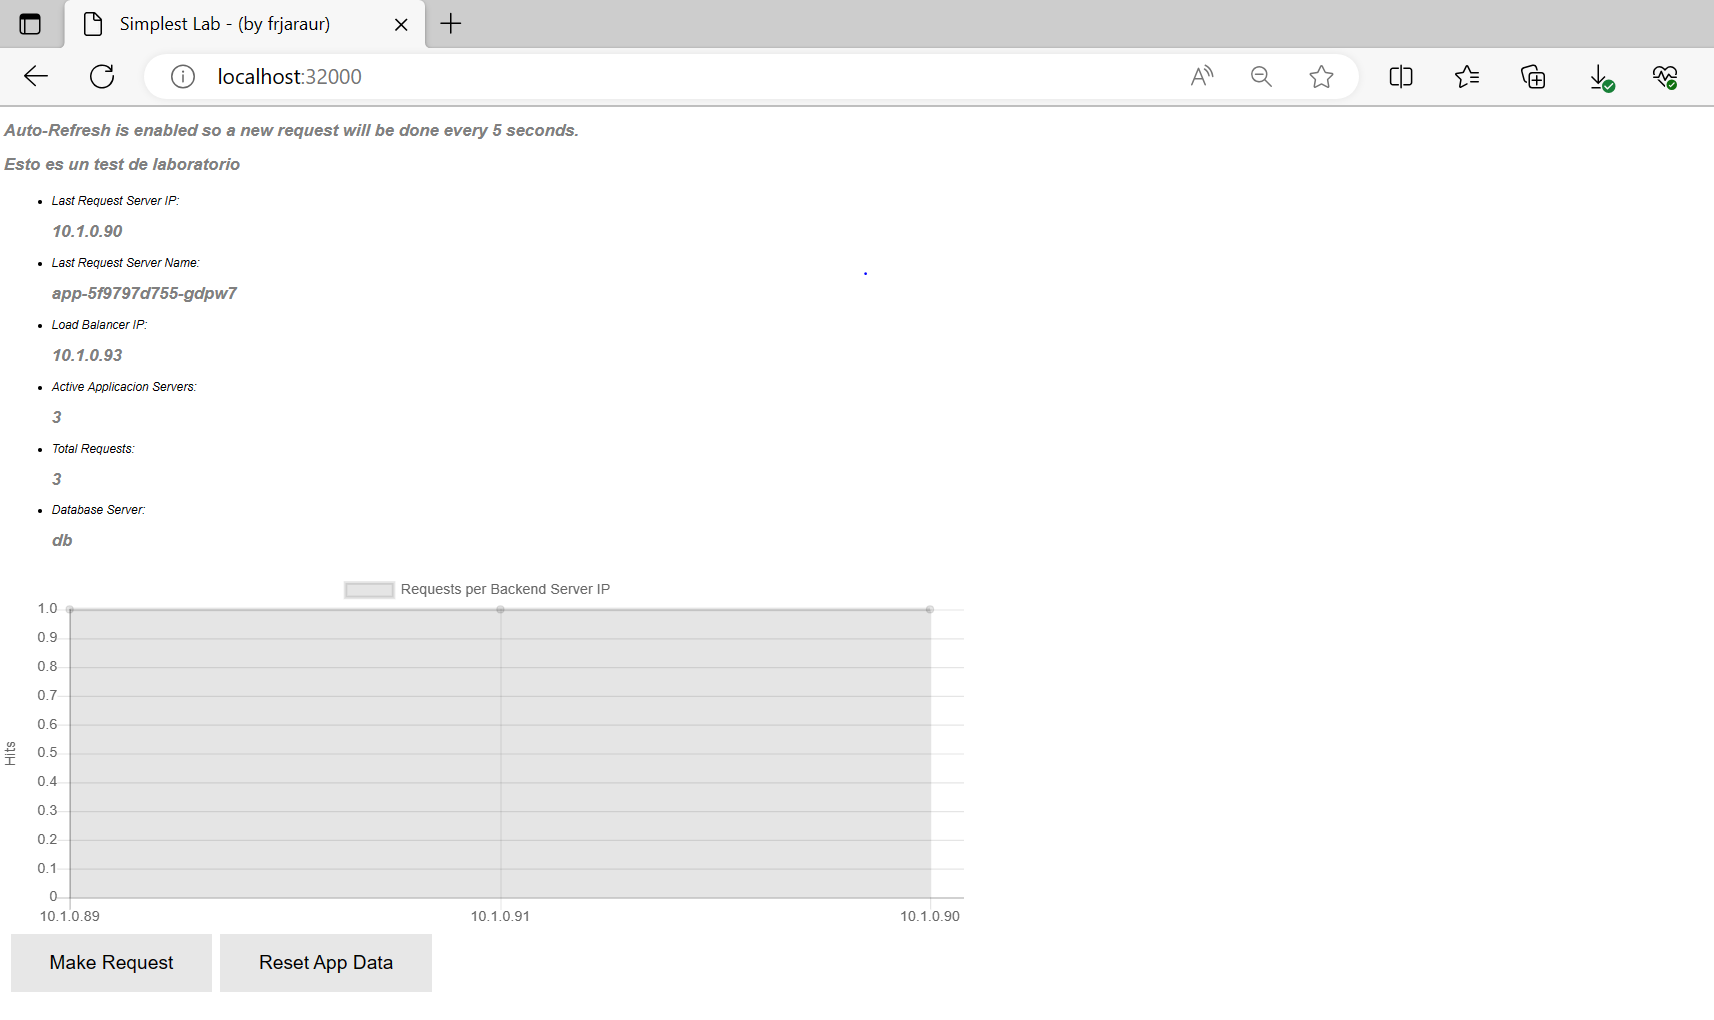 Simplest Lab - (by frjaraur)
localhost:32000
Auto-Refresh is enabled so a new request will be done every 5 seconds.
Esto es un test de laboratorio
Last Request Server IP:
10.1.0.90
Last Request Server Name:
app-5f9797d755-gdpw7
Load Balancer IP:
10.1.0.93
Active Applicacion Servers:
3
Total Requests:
3
Database Server:
db
Requests per Backend Server IP
1.0
0.9
0.8
0.7
0.6
0.5
0.4
0.3
0.2
0.1
0
Hits
10.1.0.89 10.1.0.91 10.1.0.90
Make Request Reset App Data